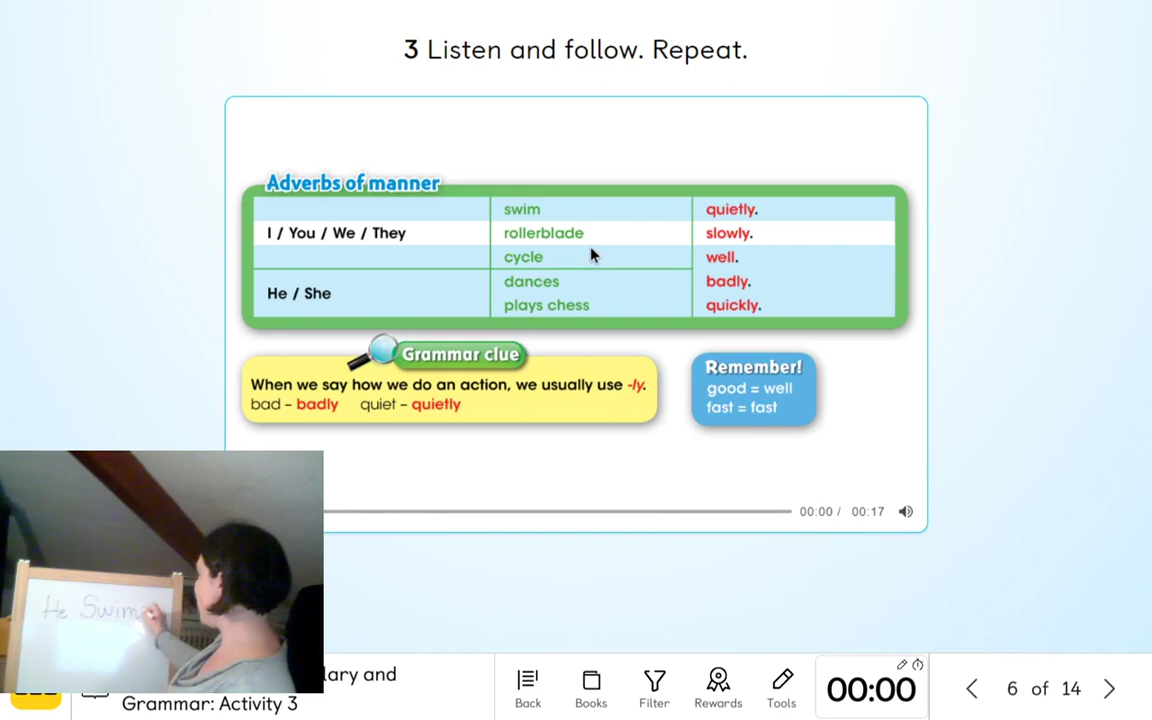 3 Listen and follow. Repeat.
Adverbs of manner
swim quietly.
I / You / We / They rollerblade slowly.
cycle well.
dances badly.
He / She
plays chess quickly.
Grammar clue
When we say how we do an action, we usually use -ly.
bad – badly quiet – quietly
Remember!
good = well
fast = fast
00:00 / 00:17
He Swim
lary and
Grammar: Activity 3
Back Books Filter Rewards Tools
00:00
6 of 14